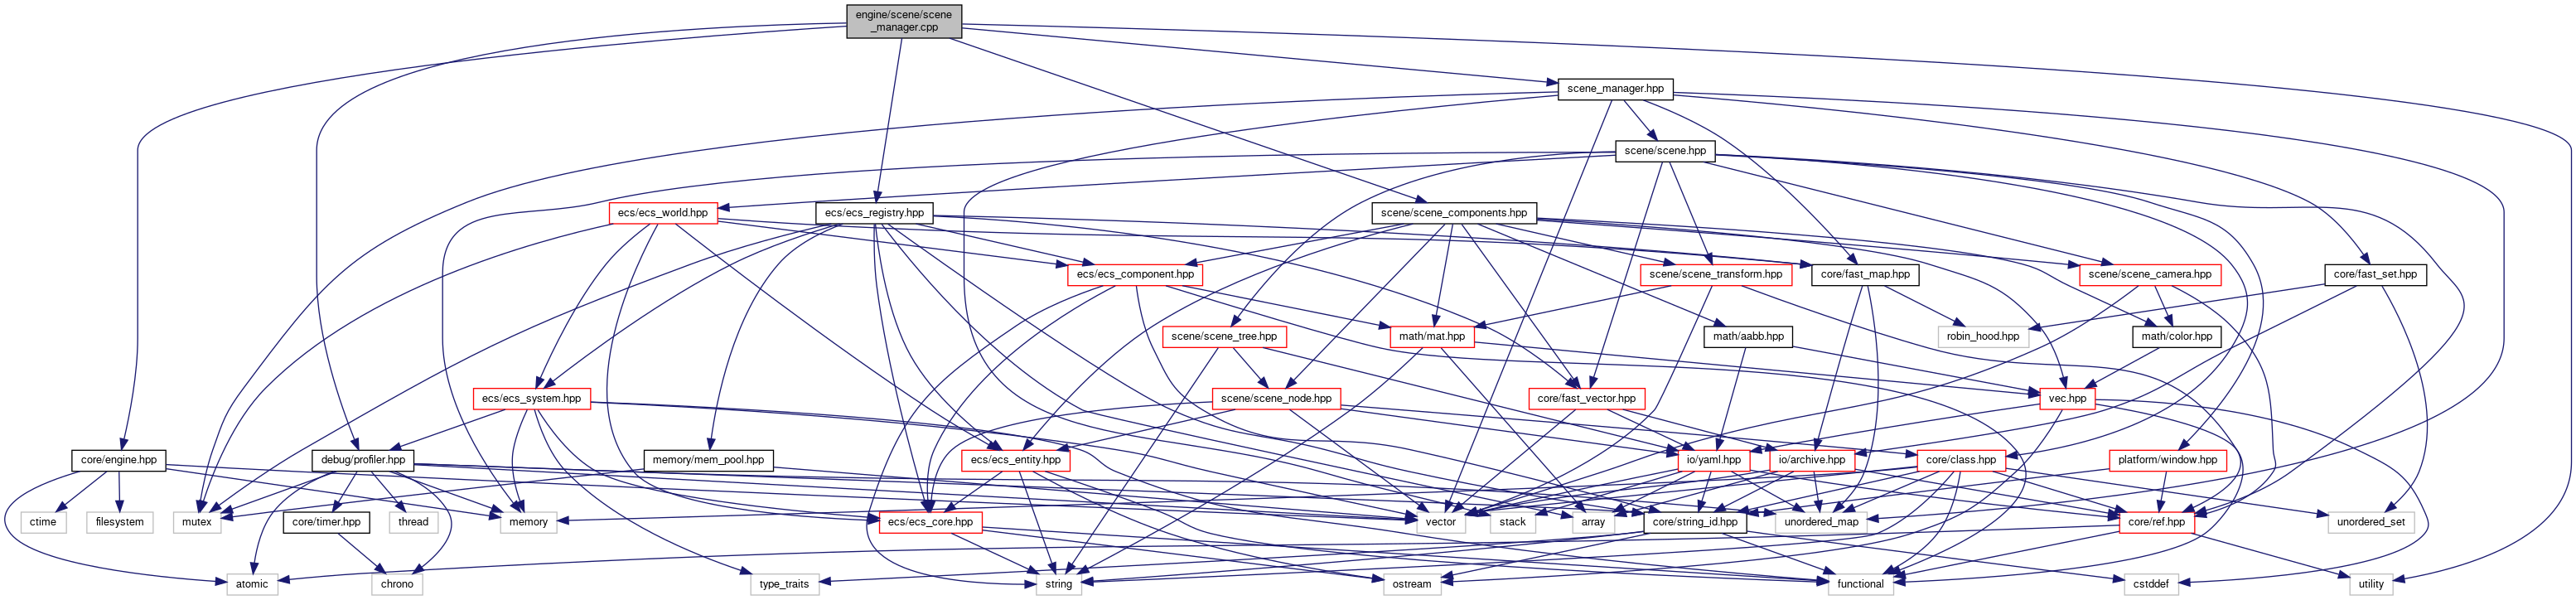 engine/scene/scene
_manager.cpp
scene_manager.hpp
scene/scene.hpp
ecs/ecs_world.hpp
ecs/ecs_registry.hpp
scene/scene_components.hpp
ecs/ecs_component.hpp
scene/scene_transform.hpp
core/fast_map.hpp
scene/scene_camera.hpp
core/fast_set.hpp
scene/scene_tree.hpp
math/mat.hpp
math/aabb.hpp
robin_hood.hpp
math/color.hpp
ecs/ecs_system.hpp
scene/scene_node.hpp
core/fast_vector.hpp
vec.hpp
core/engine.hpp
debug/profiler.hpp
memory/mem_pool.hpp
ecs/ecs_entity.hpp
io/yaml.hpp
io/archive.hpp
core/class.hpp
platform/window.hpp
ctime
filesystem
mutex
core/timer.hpp
thread
memory
ecs/ecs_core.hpp
vector
stack
array
core/string_id.hpp
unordered_map
core/ref.hpp
unordered_set
atomic
chrono
type_traits
string
ostream
functional
cstddef
utility